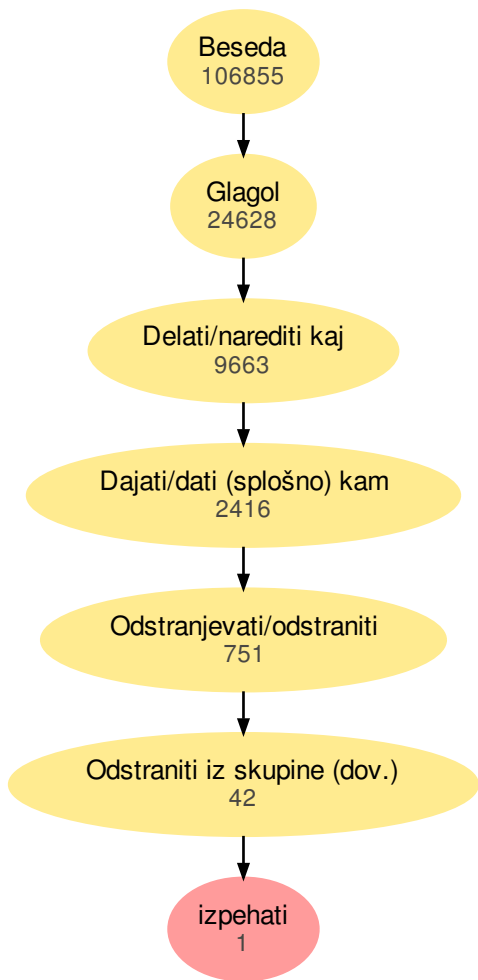 Beseda
106855
Glagol
24628
Delati/narediti kaj
9663
Dajati/dati (splošno) kam
2416
Odstranjevati/odstraniti
751
Odstraniti iz skupine (dov.)
42
izpehati
1